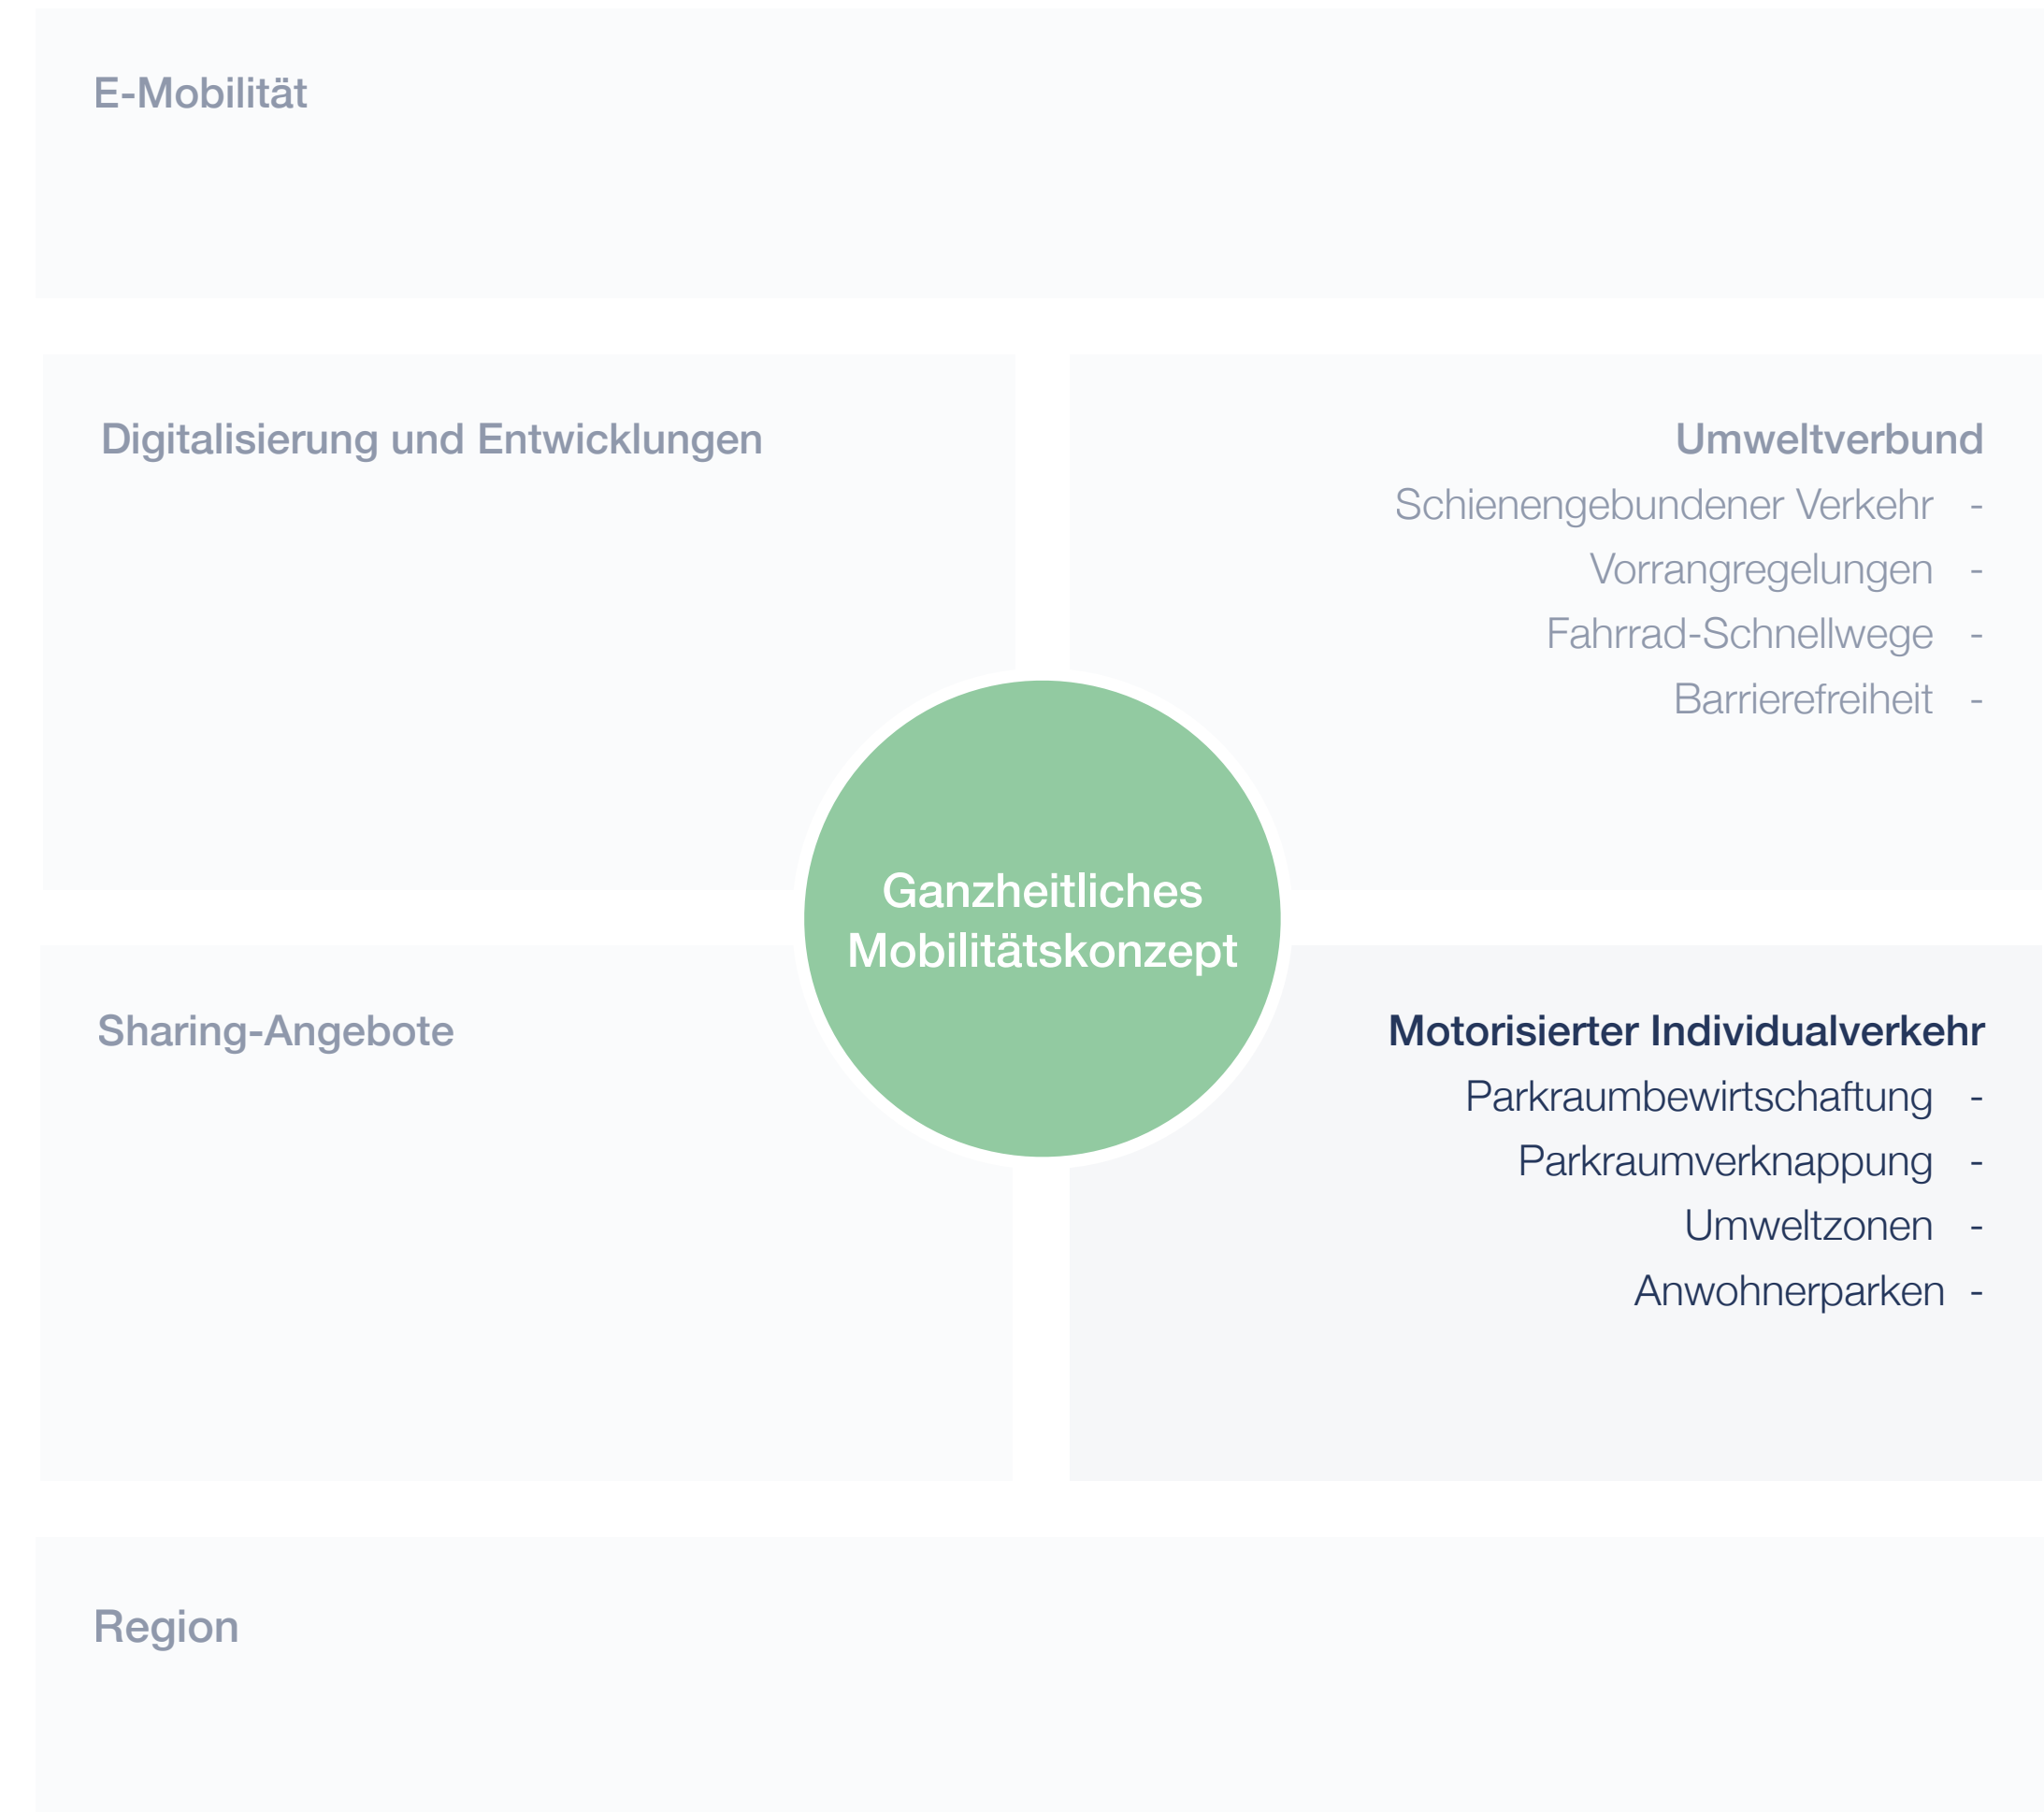 E-Mobilität
Digitalisierung und Entwicklungen
Umweltverbund
Schienengebundener Verkehr -
Vorrangregelungen -
Fahrrad-Schnellwege -
Barrierefreiheit -
Ganzheitliches
Mobilitätskonzept
Sharing-Angebote
Motorisierter Individualverkehr
Parkraumbewirtschaftung -
Parkraumverknappung -
Umweltzonen -
Anwohnerparken -
Region